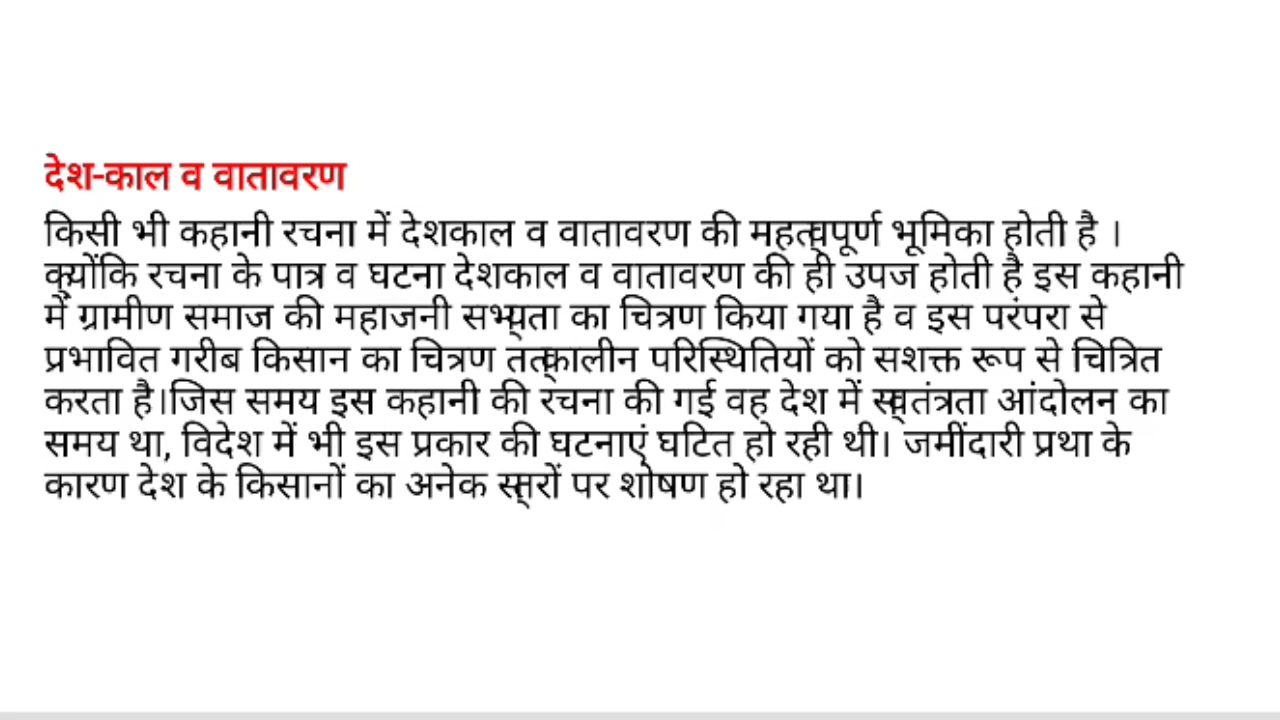 देश-काल व वातावरण
किसी भी कहानी रचना में देशकाल व वातावरण की महत्वपूर्ण भूमिका होती है ।
क्योंकि रचना के पात्र व घटना देशकाल व वातावरण की ही उपज होती है इस कहानी
में ग्रामीण समाज की महाजनी सभ्यता का चित्रण किया गया है व इस परंपरा से
प्रभावित गरीब किसान का चित्रण तत्कालीन परिस्थितियों को सशक्त रूप से चित्रित
करता है।जिस समय इस कहानी की रचना की गई वह देश में स्वतंत्रता आंदोलन का
समय था, विदेश में भी इस प्रकार की घटनाएं घटित हो रही थी। जमींदारी प्रथा के
कारण देश के किसानों का अनेक स्तरों पर शोषण हो रहा था।